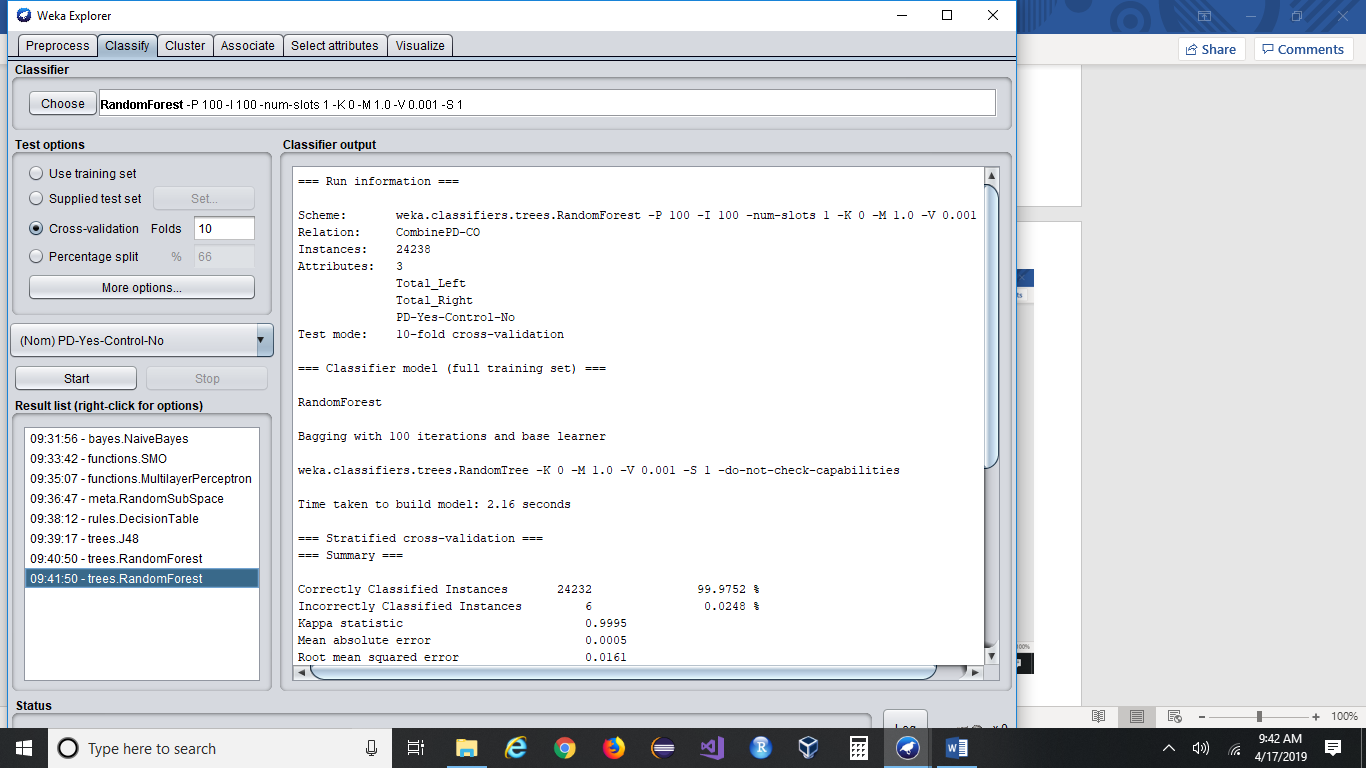 Weka Explorer
Preprocess Classify Cluster Associate Select attributes Visualize
Share Comments
Classifier
Choose RandomForest -P 100 -I 100 -num-slots 1 -K 0 -M 1.0 -V 0.001 -S 1
Test options
Use training set
Supplied test set Set...
Cross-validation Folds 10
Percentage split % 66
More options...
(Nom) PD-Yes-Control-No
Start Stop
Result list (right-click for options)
09:31:56 - bayes.NaiveBayes
09:33:42 - functions.SMO
09:35:07 - functions.MultilayerPerceptron
09:36:47 - meta.RandomSubSpace
09:38:12 - rules.DecisionTable
09:39:17 - trees.J48
09:40:50 - trees.RandomForest
09:41:50 - trees.RandomForest
Classifier output
=== Run information ===
Scheme: weka.classifiers.trees.RandomForest -P 100 -I 100 -num-slots 1 -K 0 -M 1.0 -V 0.001
Relation: CombinePD-CO
Instances: 24238
Attributes: 3
Total_Left
Total_Right
PD-Yes-Control-No
Test mode: 10-fold cross-validation
=== Classifier model (full training set) ===
RandomForest
Bagging with 100 iterations and base learner
weka.classifiers.trees.RandomTree -K 0 -M 1.0 -V 0.001 -S 1 -do-not-check-capabilities
Time taken to build model: 2.16 seconds
=== Stratified cross-validation ===
=== Summary ===
Correctly Classified Instances 24232 99.9752 %
Incorrectly Classified Instances 6 0.0248 %
Kappa statistic 0.9995
Mean absolute error 0.0005
Root mean squared error 0.0161
Status
Log x 0
100%
Type here to search
9:42 AM
4/17/2019